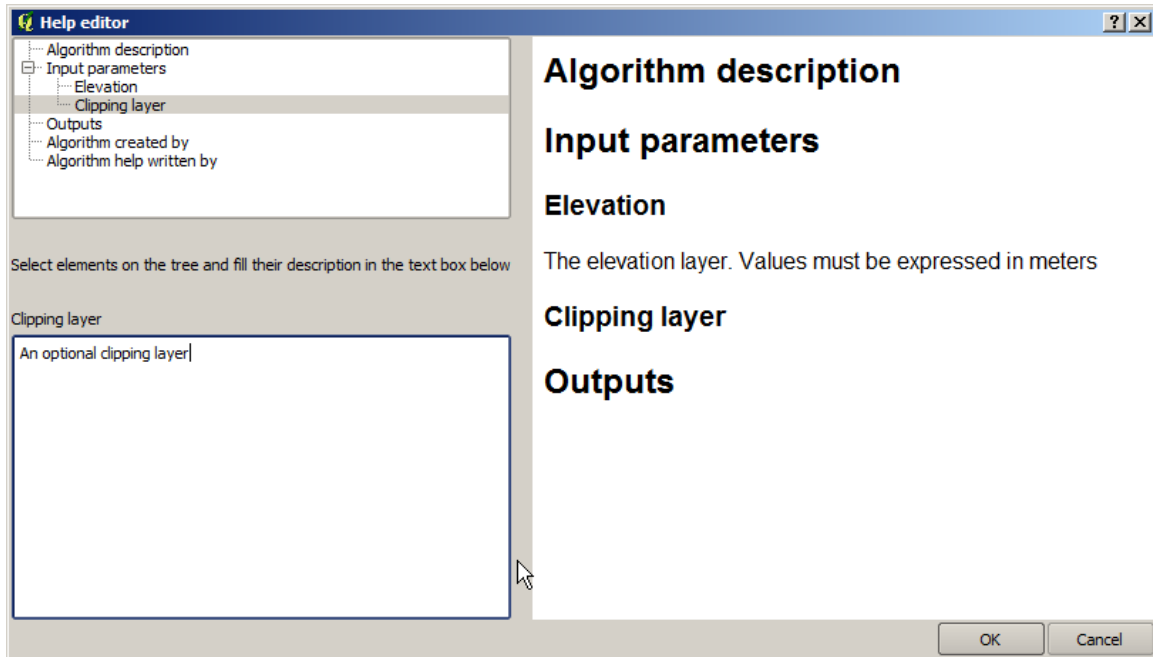 Help editor
Algorithm description
Input parameters
Elevation
Clipping layer
Outputs
Algorithm created by
Algorithm help written by
Select elements on the tree and fill their description in the text box below
Clipping layer
An optional clipping layer
Algorithm description
Input parameters
Elevation
The elevation layer. Values must be expressed in meters
Clipping layer
Outputs
OK
Cancel